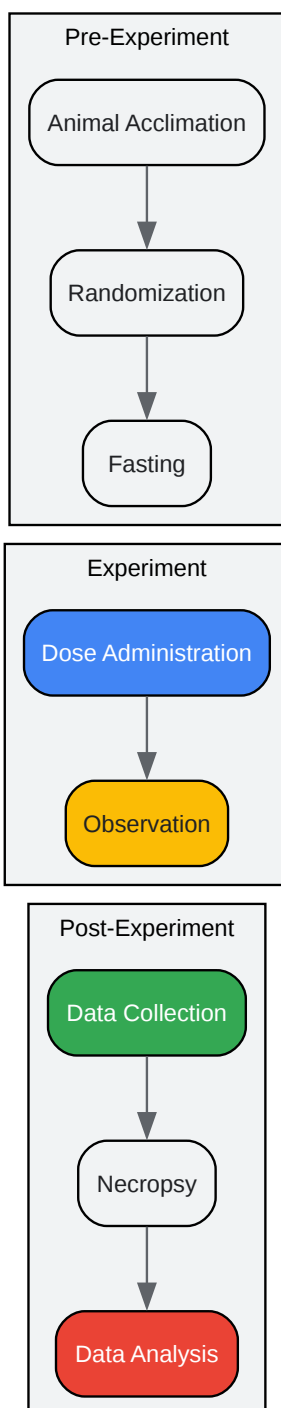 Pre-Experiment
Animal Acclimation
Randomization
Fasting
Experiment
Dose Administration
Observation
Post-Experiment
Data Collection
Necropsy
Data Analysis